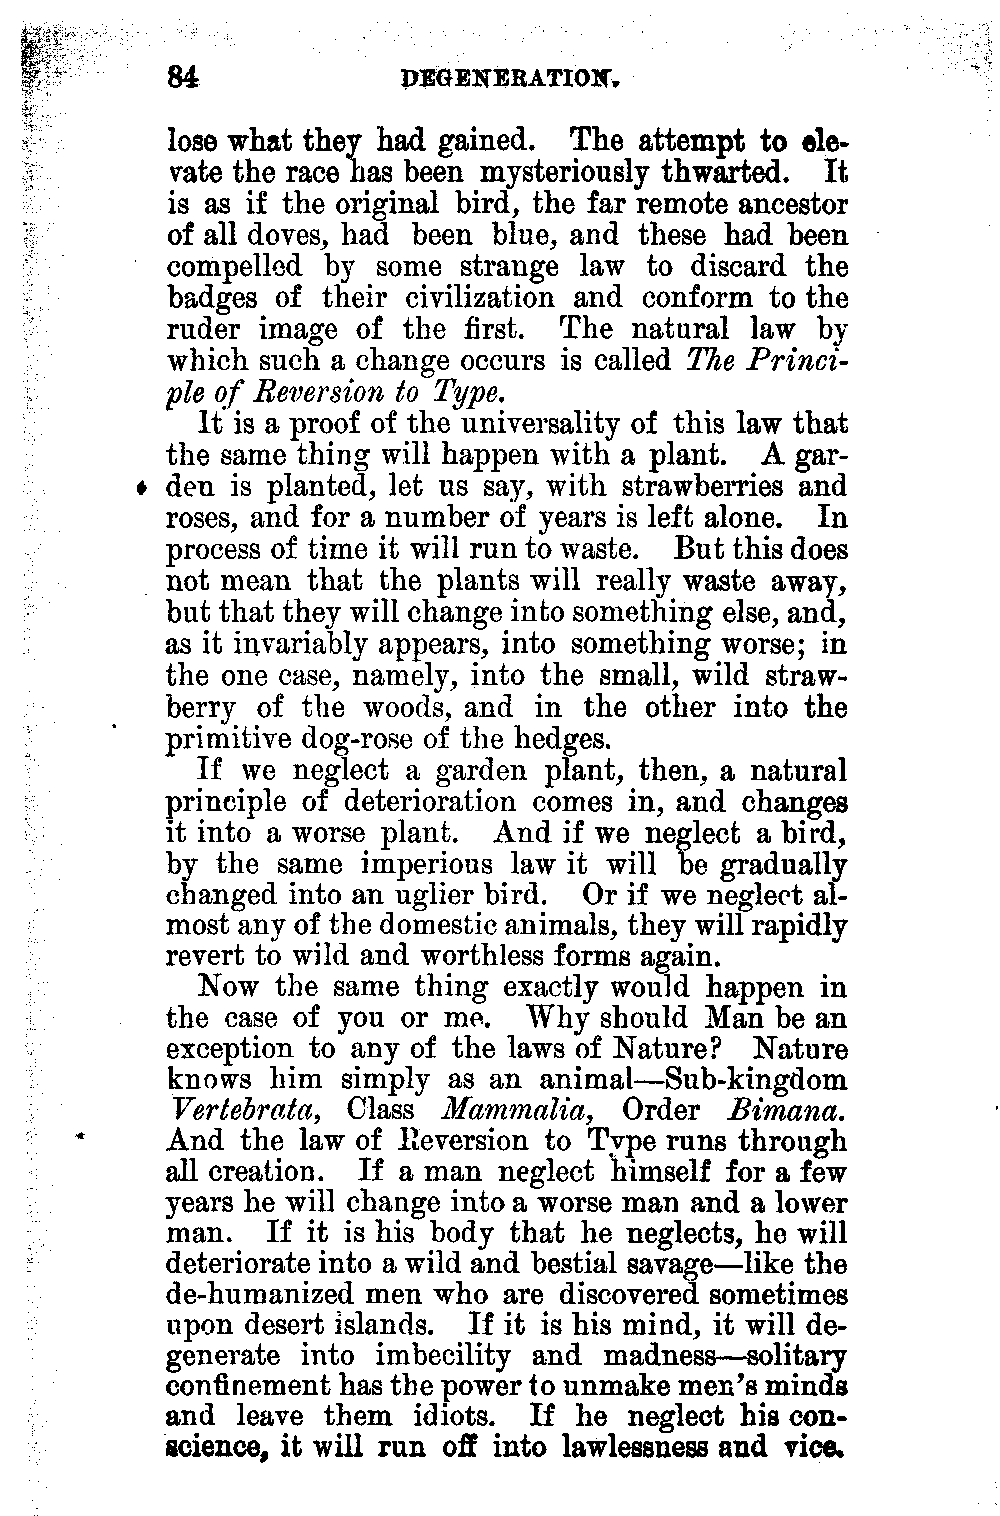 84 DEGENERATION.
lose what they had gained. The attempt to ele-
vate the race has been mysteriously thwarted. It
is as if the original bird, the far remote ancestor
of all doves, had been blue, and these had been
compelled by some strange law to discard the
badges of their civilization and conform to the
ruder image of the first. The natural law by
which such a change occurs is called The Princi-
ple of Reversion to Type.
It is a proof of the universality of this law that
the same thing will happen with a plant. A gar-
den is planted, let us say, with strawberries and
roses, and for a number of years is left alone. In
process of time it will run to waste. But this does
not mean that the plants will really waste away,
but that they will change into something else, and,
as it invariably appears, into something worse; in
the one case, namely, into the small, wild straw-
berry of the woods, and in the other into the
primitive dog-rose of the hedges.
If we neglect a garden plant, then, a natural
principle of deterioration comes in, and changes
it into a worse plant. And if we neglect a bird,
by the same imperious law it will be gradually
changed into an uglier bird. Or if we neglect al-
most any of the domestic animals, they will rapidly
revert to wild and worthless forms again.
Now the same thing exactly would happen in
the case of you or me. Why should Man be an
exception to any of the laws of Nature? Nature
knows him simply as an animal—Sub-kingdom
Vertebrata, Class Mammalia, Order Bimana.
And the law of Reversion to Type runs through
all creation. If a man neglect himself for a few
years he will change into a worse man and a lower
man. If it is his body that he neglects, he will
deteriorate into a wild and bestial savage—like the
de-humanized men who are discovered sometimes
upon desert islands. If it is his mind, it will de-
generate into imbecility and madness—solitary
confinement has the power to unmake men's minds
and leave them idiots. If he neglect his con-
science, it will run off into lawlessness and vice.